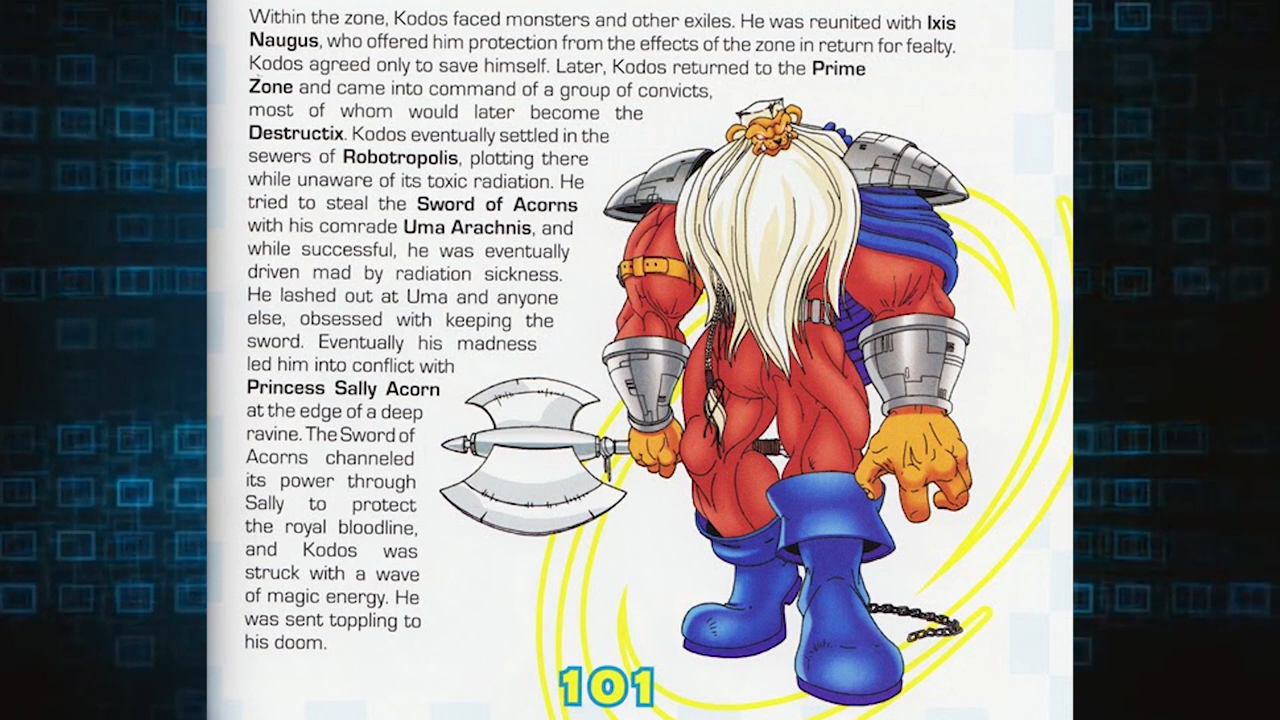 Within the zone, Kodos faced monsters and other exiles. He was reunited with Ixis
Naugus, who offered him protection from the effects of the zone in return for fealty.
Kodos agreed only to save himself. Later, Kodos returned to the Prime
Zone and came into command of a group of convicts,
most of whom would later become the
Destructix. Kodos eventually settled in the
sewers of Robotropolis, plotting there
while unaware of its toxic radiation. He
tried to steal the Sword of Acorns
with his comrade Uma Arachnis, and
while successful, he was eventually
driven mad by radiation sickness.
He lashed out at Uma and anyone
else, obsessed with keeping the
sword. Eventually his madness
led him into conflict with
Princess Sally Acorn
at the edge of a deep
ravine. The Sword of
Acorns channeled
its power through
Sally to protect
the royal bloodline,
and Kodos was
struck with a wave
of magic energy. He
was sent toppling to
his doom.
101